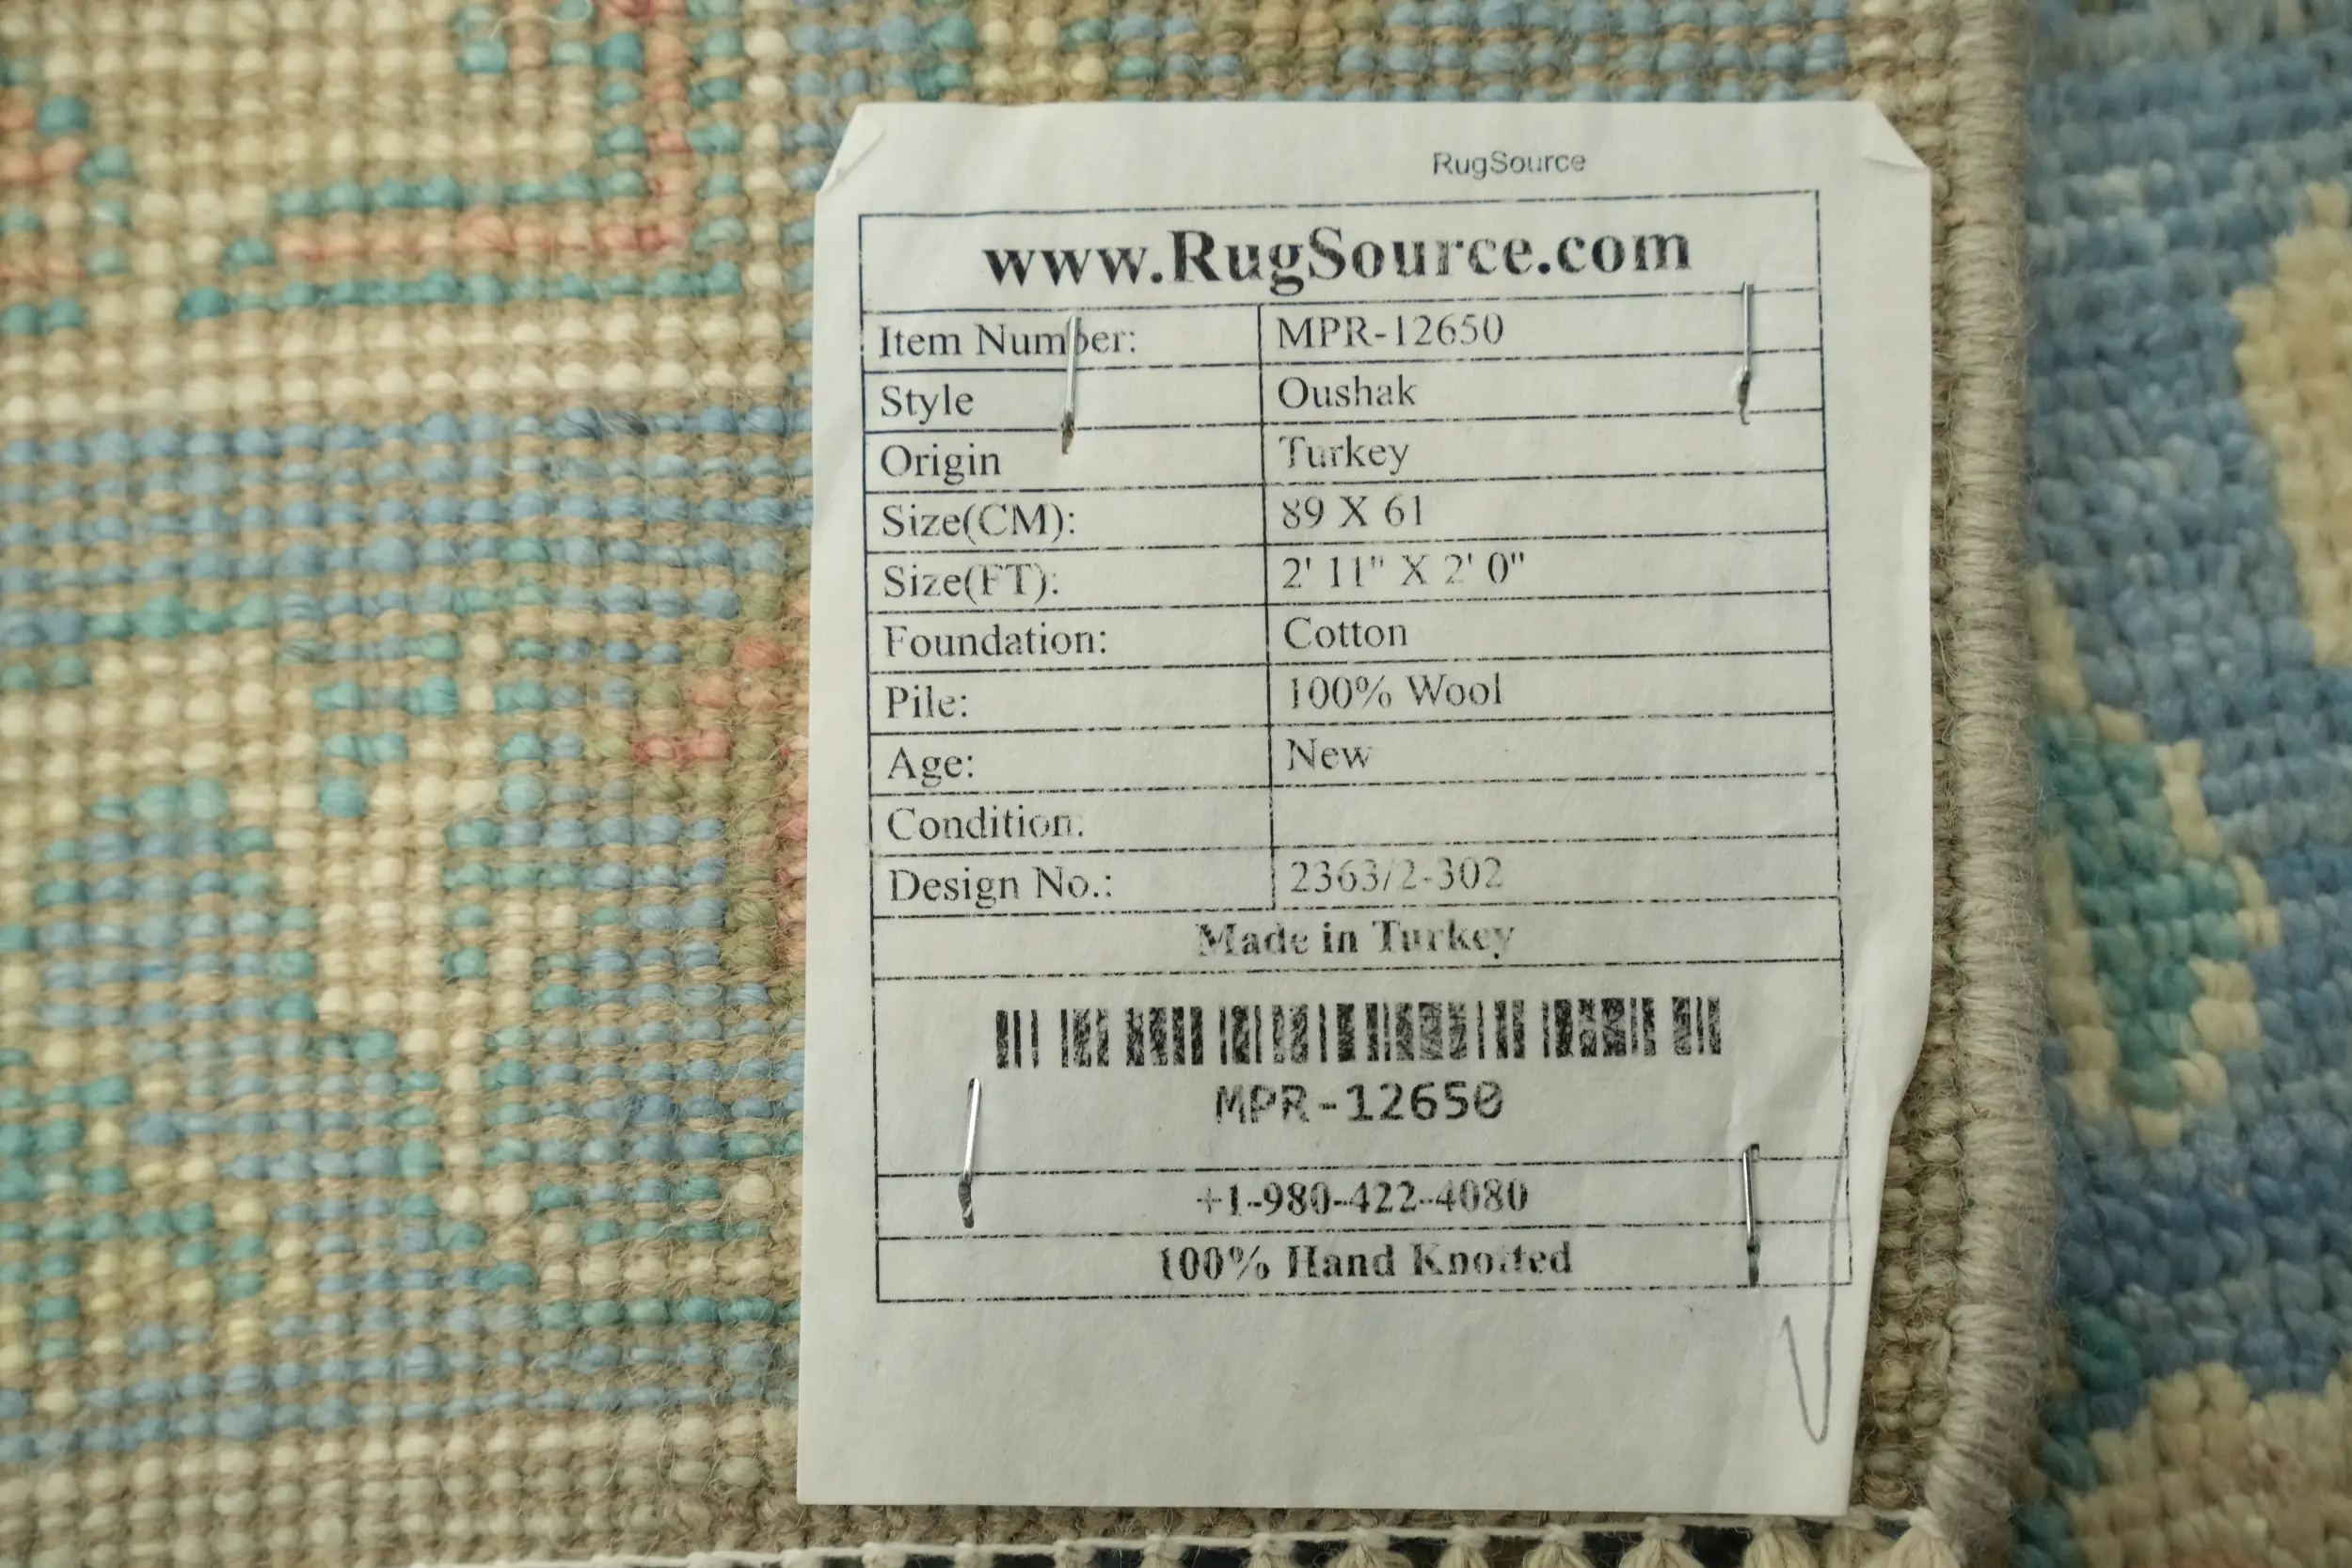 RugSource
www.RugSource.com
Item Number: MPR-12650
Style Oushak
Origin Turkey
Size(CM): 89 X 61
Size(FT): 2' 11" X 2' 0"
Foundation: Cotton
Pile: 100% Wool
Age: New
Condition:
Design No.: 2363/2-302
Made in Turkey
MPR-12650
+1-980-422-4080
100% Hand Knotted